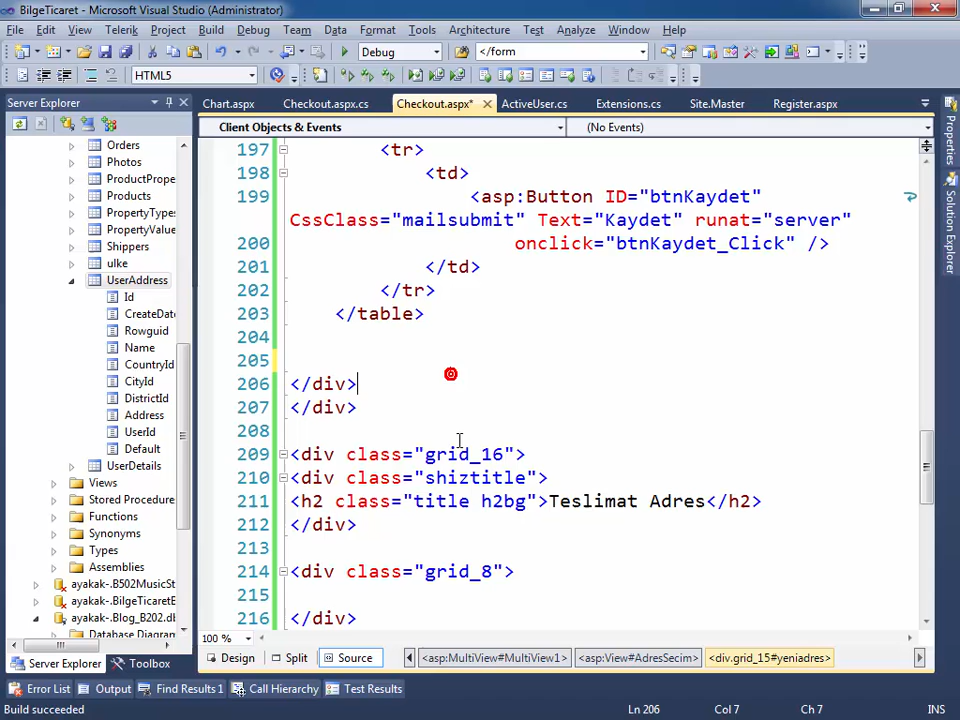 BilgeTicaret - Microsoft Visual Studio (Administrator)
File Edit View Telerik Project Build Debug Team Data Format Tools Architecture Test Analyze Window Help
Debug </form
HTML5
Server Explorer
Chart.aspx Checkout.aspx.cs Checkout.aspx* ActiveUser.cs Extensions.cs Site.Master Register.aspx
Client Objects & Events (No Events)
Orders
Photos
ProductPrope
Products
PropertyTypes
PropertyValue
Shippers
ulke
UserAddress
Id
CreateDate
Rowguid
Name
CountryId
CityId
DistrictId
Address
UserId
Default
UserDetails
Views
Stored Procedure
Functions
Synonyms
Types
Assemblies
ayakak-.B502MusicSt
ayakak-.BilgeTicaretE
ayakak-.Blog_B202.db
Database Diagram
197 <tr>
198 <td>
199 <asp:Button ID="btnKaydet"
CssClass="mailsubmit" Text="Kaydet" runat="server"
200 onclick="btnKaydet_Click" />
201 </td>
202 </tr>
203 </table>
204
205
206 </div>
207 </div>
208
209 <div class="grid_16">
210 <div class="shiztitle">
211 <h2 class="title h2bg">Teslimat Adres</h2>
212 </div>
213
214 <div class="grid_8">
215
216 </div>
100 %
Properties
Solution Explorer
Server Explorer Toolbox
Design Split Source <asp:MultiView#MultiView1> <asp:View#AdresSecim> <div.grid_15#yeniadres>
Error List Output Find Results 1 Call Hierarchy Test Results
Build succeeded Ln 206 Col 7 Ch 7 INS